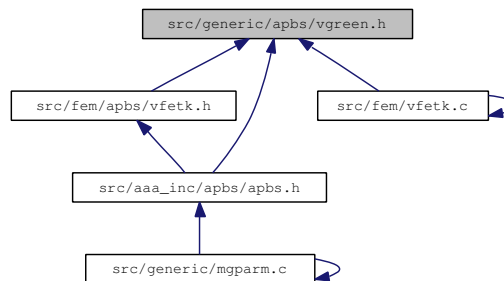 src/generic/apbs/vgreen.h
src/fem/apbs/vfetk.h
src/fem/vfetk.c
src/aaa_inc/apbs/apbs.h
src/generic/mgparm.c